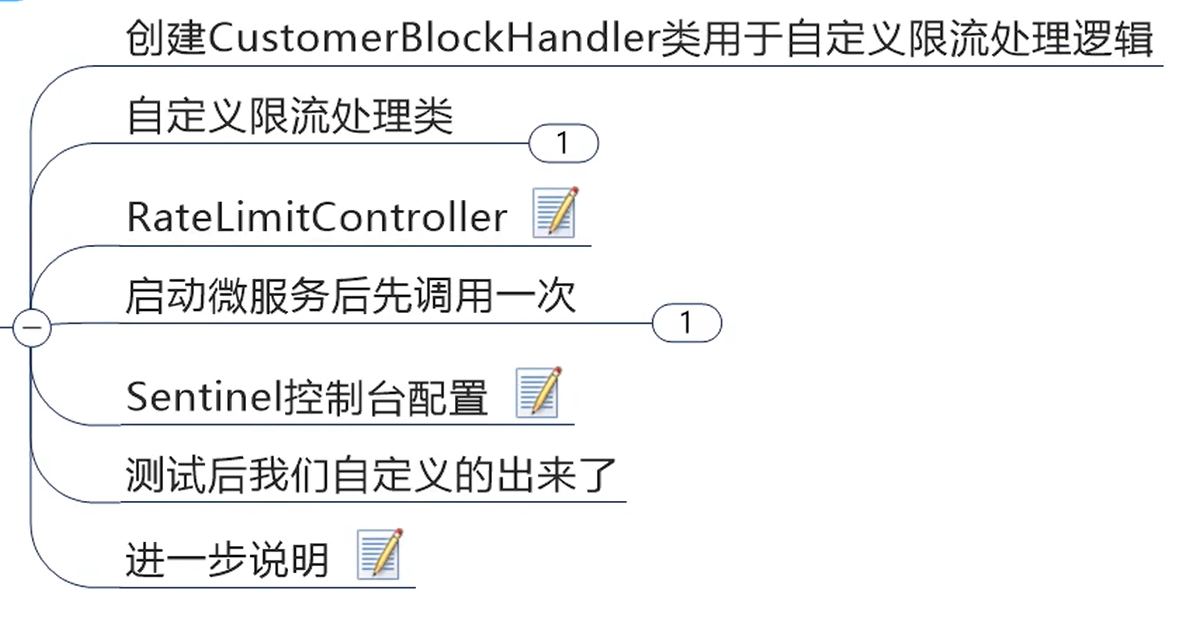 创建CustomerBlockHandler类用于自定义限流处理逻辑
自定义限流处理类
1
RateLimitController
启动微服务后先调用一次
1
Sentinel控制台配置
测试后我们自定义的出来了
进一步说明